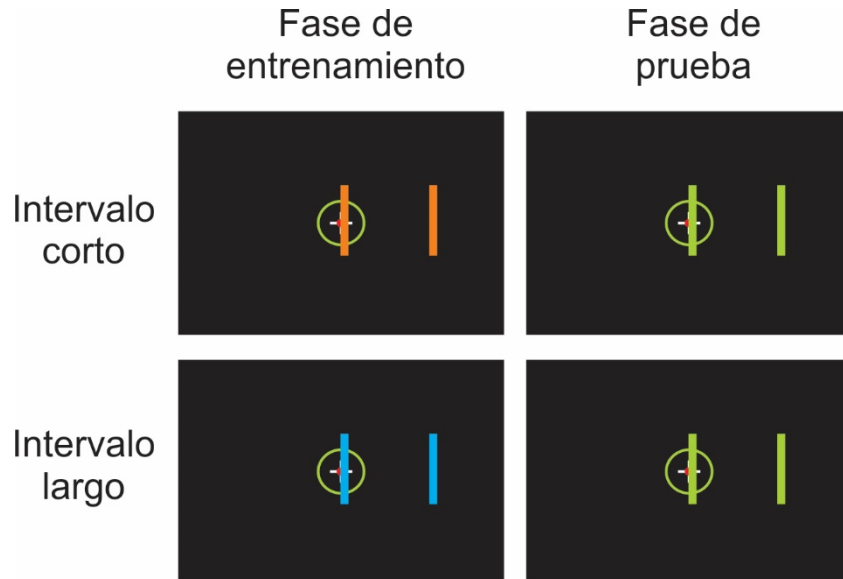 Fase de
entrenamiento
Fase de
prueba
Intervalo
corto
Intervalo
largo